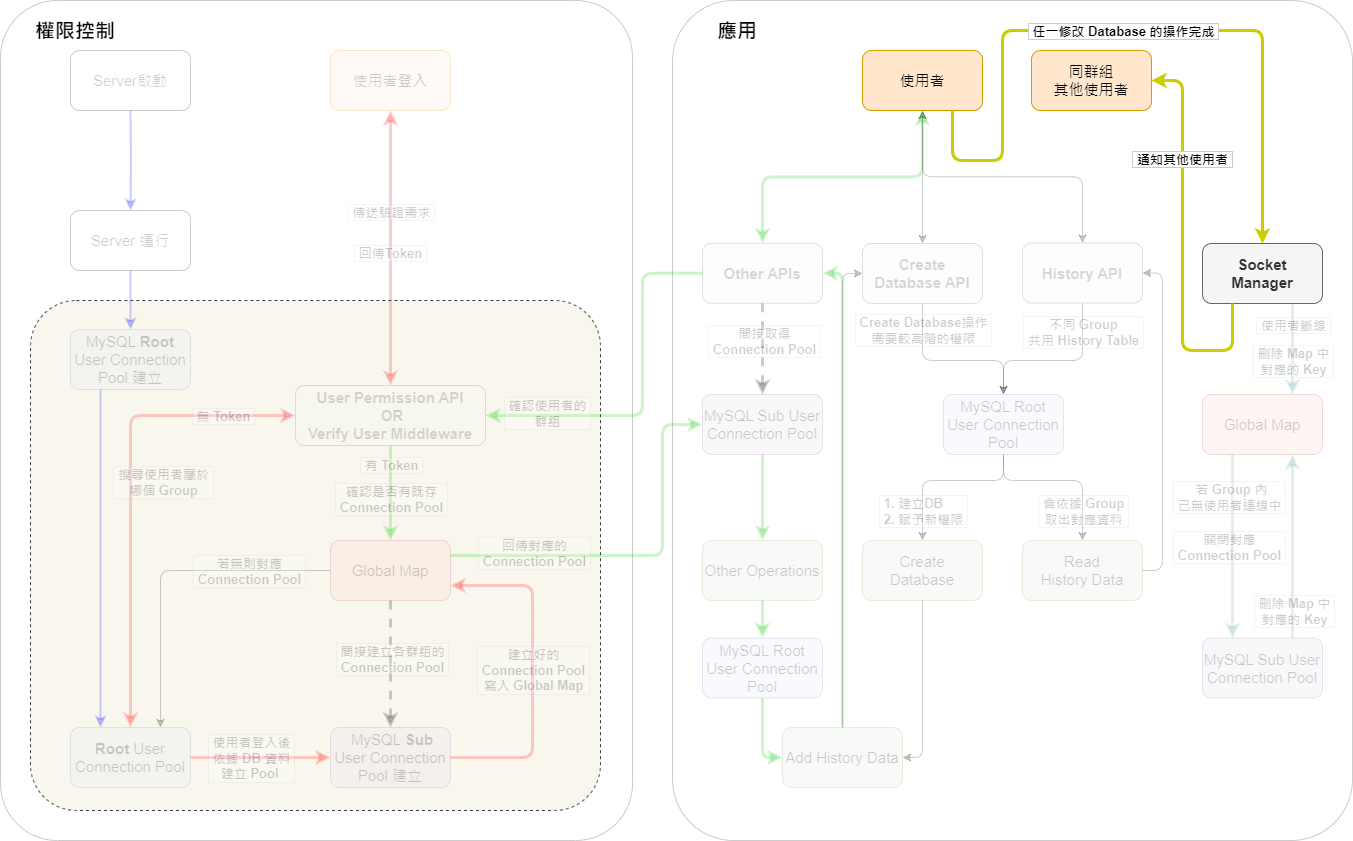 權限控制
Server啟動
使用者登入
傳送驗證需求
回傳Token
Server 運行
MySQL Root
User Connection
Pool 建立
User Permission API
OR
Verify User Middleware
無 Token
搜尋使用者屬於
哪個 Group
有 Token
確認是否有既存
Connection Pool
確認使用者的
群組
若無則對應
Connection Pool
Global Map
回傳對應的
Connection Pool
間接建立各群組的
Connection Pool
建立好的
Connection Pool
寫入 Global Map
Root User
Connection Pool
使用者登入後
依據 DB 資料
建立 Pool
MySQL Sub
User Connection
Pool 建立
應用
任一修改 Database 的操作完成
使用者
同群組
其他使用者
通知其他使用者
Other APIs
Create
Database API
History API
Socket
Manager
間接取得
Connection Pool
Create Database操作
需要較高階的權限
不同 Group
共用 History Table
使用者斷線
刪除 Map 中
對應的 Key
MySQL Sub User
Connection Pool
MySQL Root
User Connection
Pool
Global Map
1. 建立DB
2. 賦予新權限
會依據 Group
取出對應資料
若 Group 內
已無使用者連線中
關閉對應
Connection Pool
Other Operations
Create
Database
Read
History Data
刪除 Map 中
對應的 Key
MySQL Root
User Connection
Pool
MySQL Sub User
Connection Pool
Add History Data